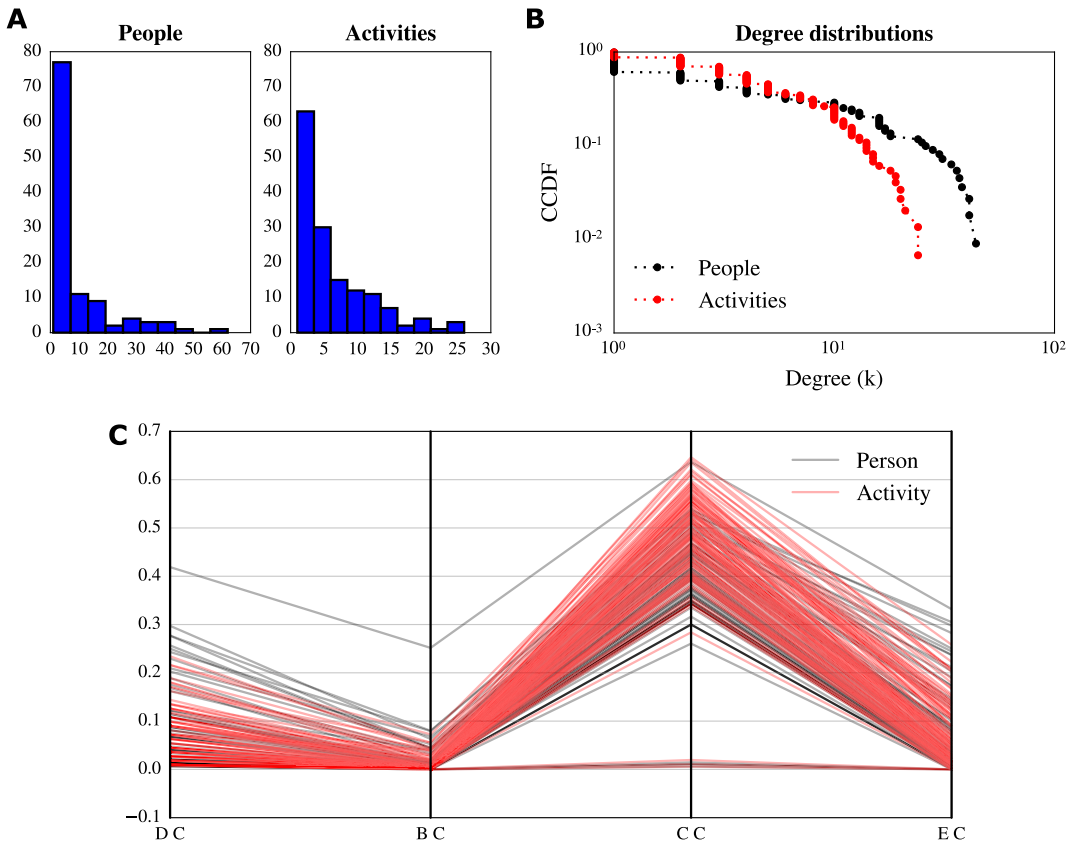 A
People
80
70
60
50
40
30
20
10
0
0 10 20 30 40 50 60 70
Activities
80
70
60
50
40
30
20
10
0
0 5 10 15 20 25 30
B
Degree distributions
CCDF
10⁰
10⁻¹
10⁻²
10⁻³
People
Activities
10⁰ 10¹ 10²
Degree (k)
C
0.7
0.6
0.5
0.4
0.3
0.2
0.1
0.0
−0.1
Person
Activity
D C B C C C E C